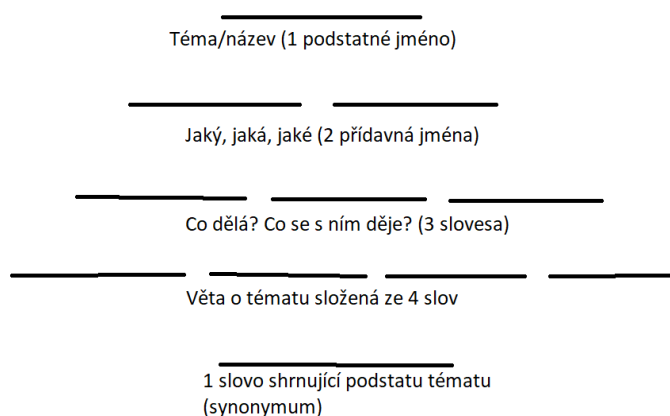 Téma/název (1 podstatné jméno)
Jaký, jaká, jaké (2 přídavná jména)
Co dělá? Co se s ním děje? (3 slovesa)
Věta o tématu složená ze 4 slov
1 slovo shrnující podstatu tématu
(synonymum)